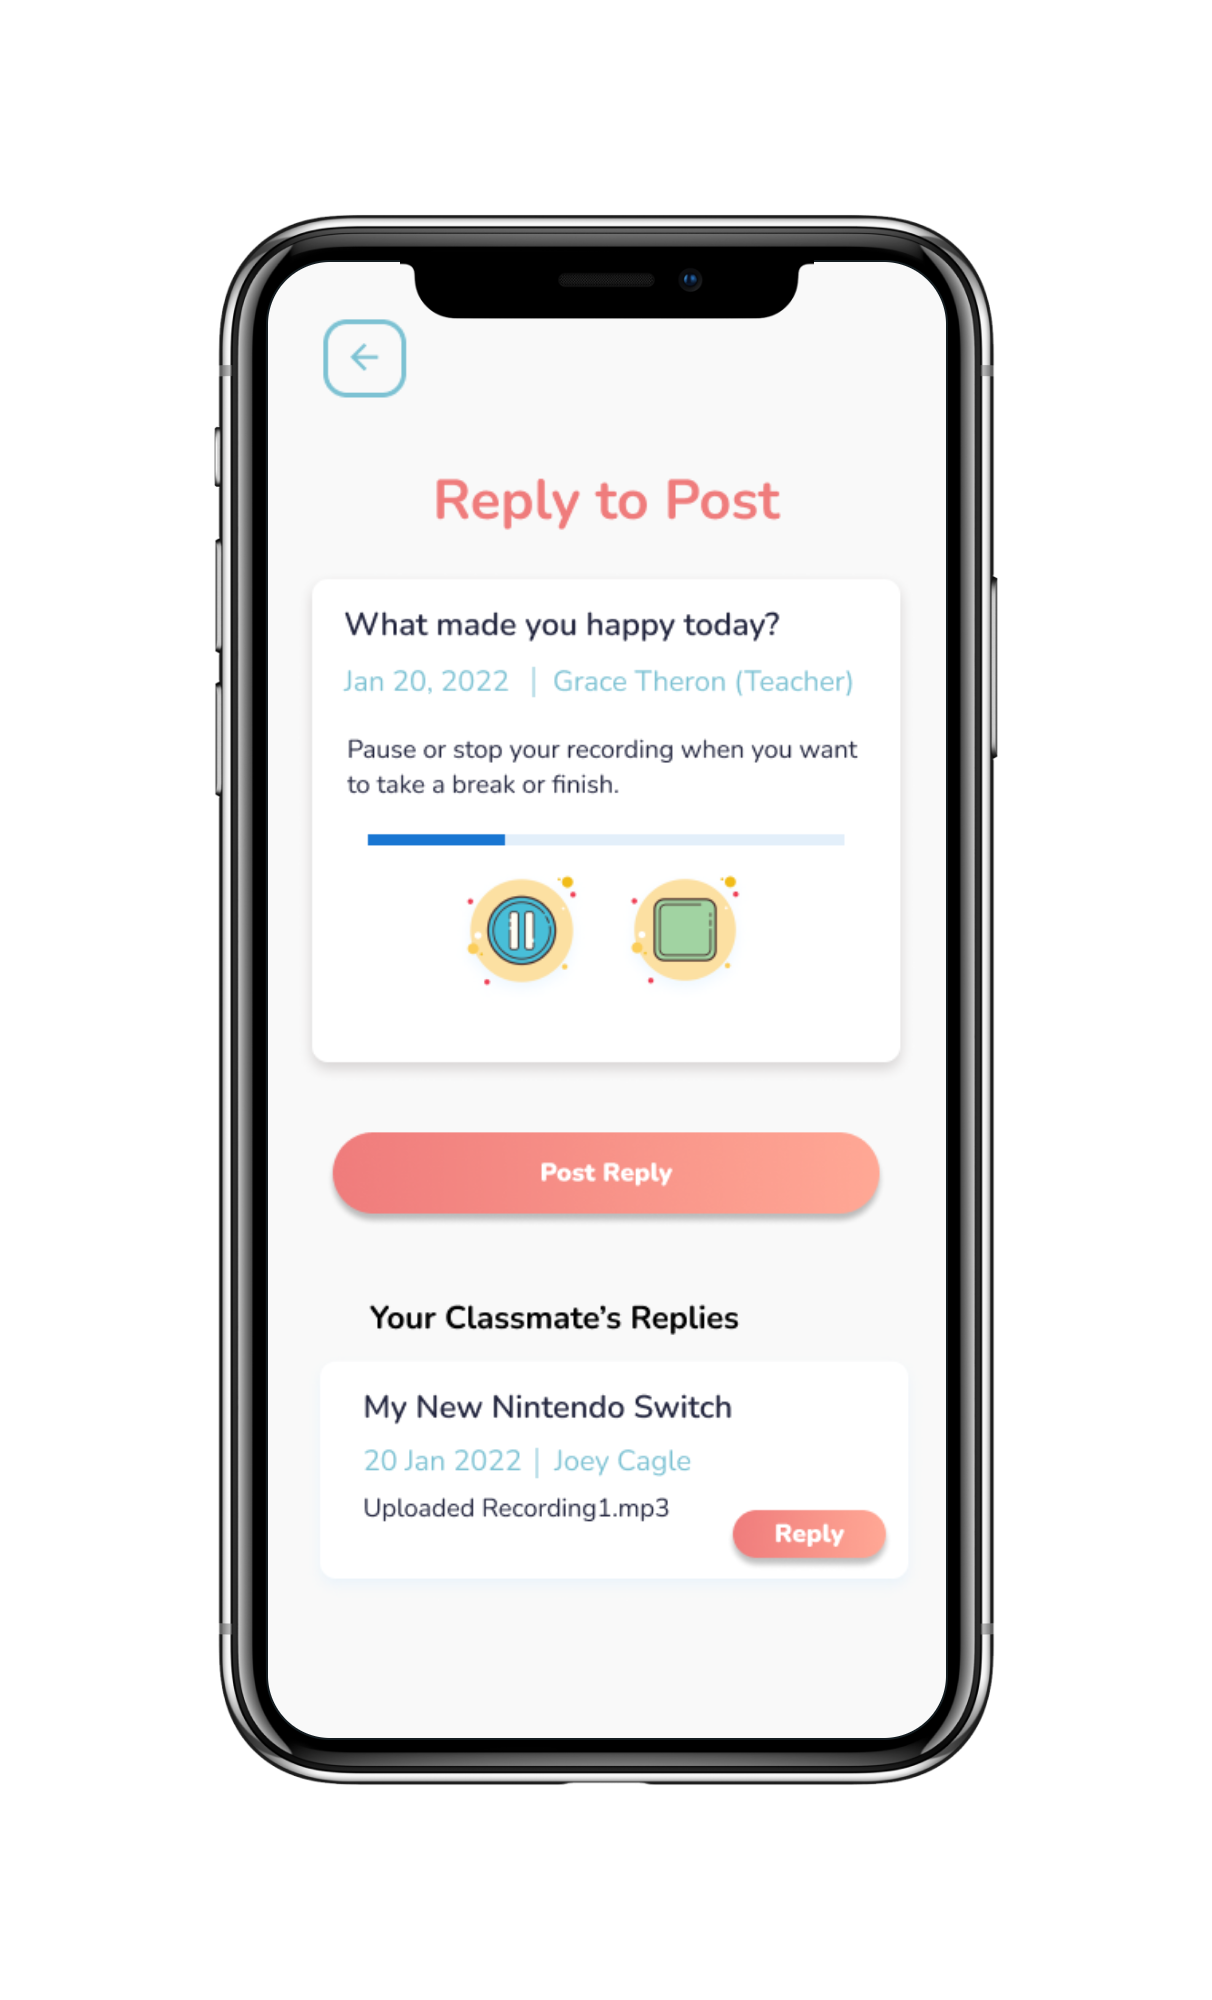 Reply to Post
What made you happy today?
Jan 20, 2022 | Grace Theron (Teacher)
Pause or stop your recording when you want
to take a break or finish.
Post Reply
Your Classmate’s Replies
My New Nintendo Switch
20 Jan 2022 | Joey Cagle
Uploaded Recording1.mp3
Reply